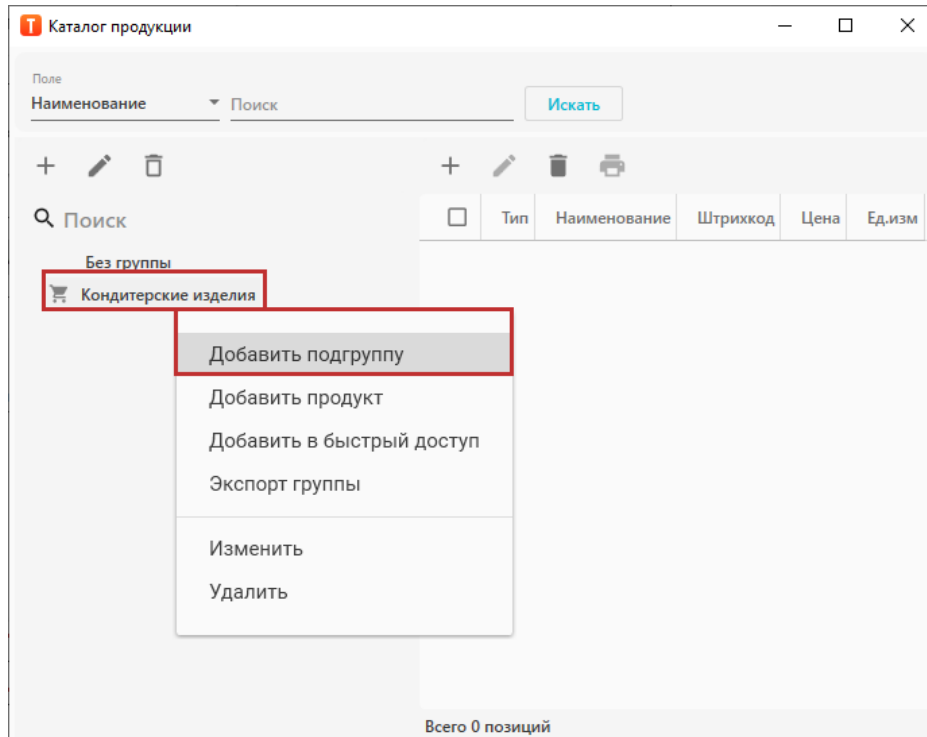 T Каталог продукции
Поле
Наименование Поиск Искать
Поиск
Тип Наименование Штрихкод Цена Ед.изм
Без группы
Кондитерские изделия
Добавить подгруппу
Добавить продукт
Добавить в быстрый доступ
Экспорт группы
Изменить
Удалить
Всего 0 позиций